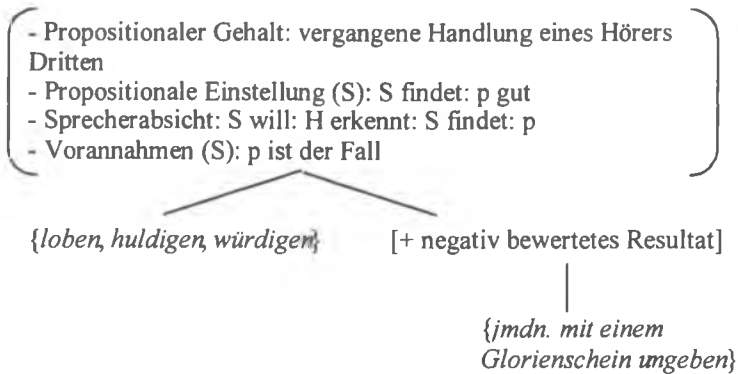 - Propositionaler Gehalt: vergangene Handlung eines Hörers
Dritten
- Propositionale Einstellung (S): S findet: p gut
- Sprecherabsicht: S will: H erkennt: S findet: p
- Vorannahmen (S): p ist der Fall
{loben, huldigen, würdigen} [+ negativ bewertetes Resultat]
{jmdn. mit einem
Glorienschein umgeben}